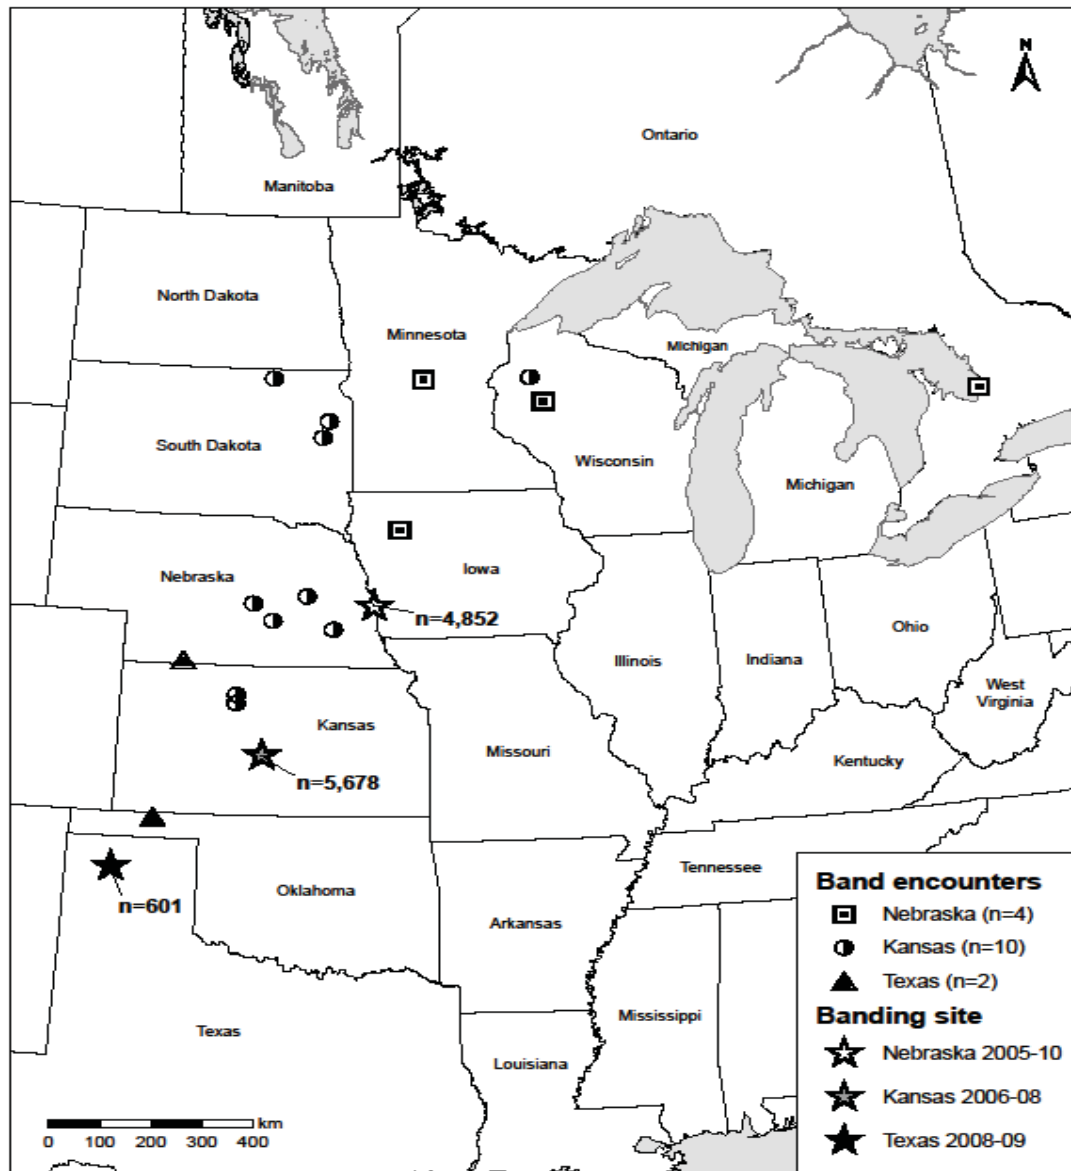 N
Ontario
Manitoba
North Dakota
Minnesota
Michigan
South Dakota
Wisconsin
Michigan
Nebraska
Iowa
n=4,852
Ohio
Illinois
Indiana
West
Virginia
Kansas
Missouri
Kentucky
n=5,678
Tennessee
Oklahoma
n=601
Arkansas
Mississippi
Texas
Louisiana
km
0 100 200 300 400
Band encounters
Nebraska (n=4)
Kansas (n=10)
Texas (n=2)
Banding site
Nebraska 2005-10
Kansas 2006-08
Texas 2008-09